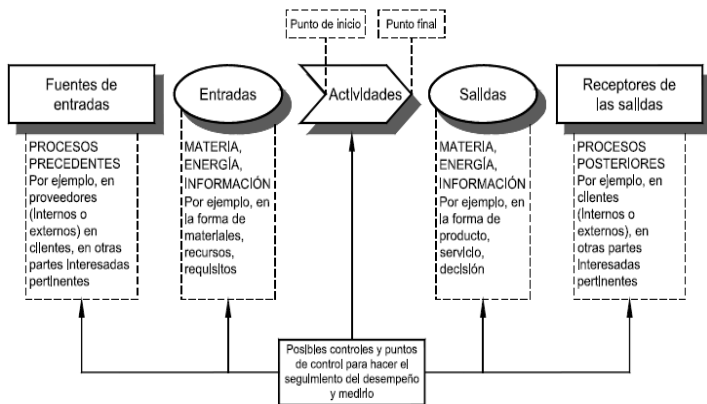 Punto de inicio
Punto final
Fuentes de
entradas
Entradas
Actividades
Salidas
Receptores de
las salidas
PROCESOS
PRECEDENTES
Por ejemplo, en
proveedores
(internos o
externos) en
clientes, en otras
partes interesadas
pertinentes
MATERIA,
ENERGÍA,
INFORMACIÓN
Por ejemplo, en
la forma de
materiales,
recursos,
requisitos
MATERIA,
ENERGÍA,
INFORMACIÓN
Por ejemplo, en
la forma de
producto,
servicio,
decisión
PROCESOS
POSTERIORES
Por ejemplo, en
clientes
(internos o
externos), en
otras partes
interesadas
pertinentes
Posibles controles y puntos
de control para hacer el
seguimiento del desempeño
y medirlo